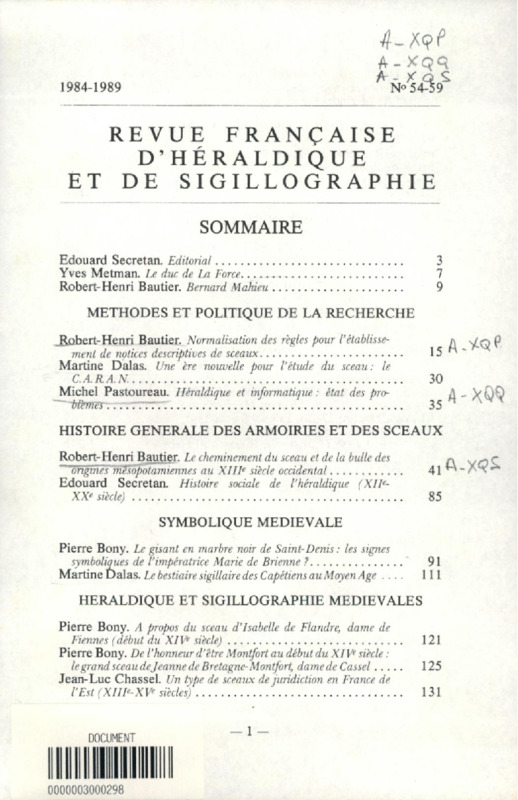 A-XQP
A-XQQ
A-XQS
1984-1989 Nº 54-59
REVUE FRANÇAISE
D'HÉRALDIQUE
ET DE SIGILLOGRAPHIE
SOMMAIRE
Edouard Secretan. Editorial 3
Yves Metman. Le duc de La Force. 7
Robert-Henri Bautier. Bernard Mahieu 9
METHODES ET POLITIQUE DE LA RECHERCHE
Robert-Henri Bautier. Normalisation des règles pour l'établisse-
ment de notices descriptives de sceaux 15 A-XQP
Martine Dalas. Une ère nouvelle pour l'étude du sceau : le
C.A.R.A.N. 30
Michel Pastoureau. Héraldique et informatique : état des pro-
blèmes 35 A-XQQ
HISTOIRE GENERALE DES ARMOIRIES ET DES SCEAUX
Robert-Henri Bautier. Le cheminement du sceau et de la bulle des
origines mésopotamiennes au XIIIe siècle occidental 41 A-XQS
Edouard Secretan. Histoire sociale de l'héraldique (XIIe-
XXe siècle) 85
SYMBOLIQUE MEDIEVALE
Pierre Bony. Le gisant en marbre noir de Saint-Denis : les signes
symboliques de l'impératrice Marie de Brienne ? 91
Martine Dalas. Le bestiaire sigillaire des Capétiens au Moyen Age 111
HERALDIQUE ET SIGILLOGRAPHIE MEDIEVALES
Pierre Bony. A propos du sceau d'Isabelle de Flandre, dame de
Fiennes (début du XIVe siècle) 121
Pierre Bony. De l'honneur d'être Montfort au début du XIVe siècle :
le grand sceau de Jeanne de Bretagne-Montfort, dame de Cassel 125
Jean-Luc Chassel. Un type de sceaux de juridiction en France de
l'Est (XIIIe-XVe siècles) 131
— 1 —
DOCUMENT
0000003000298